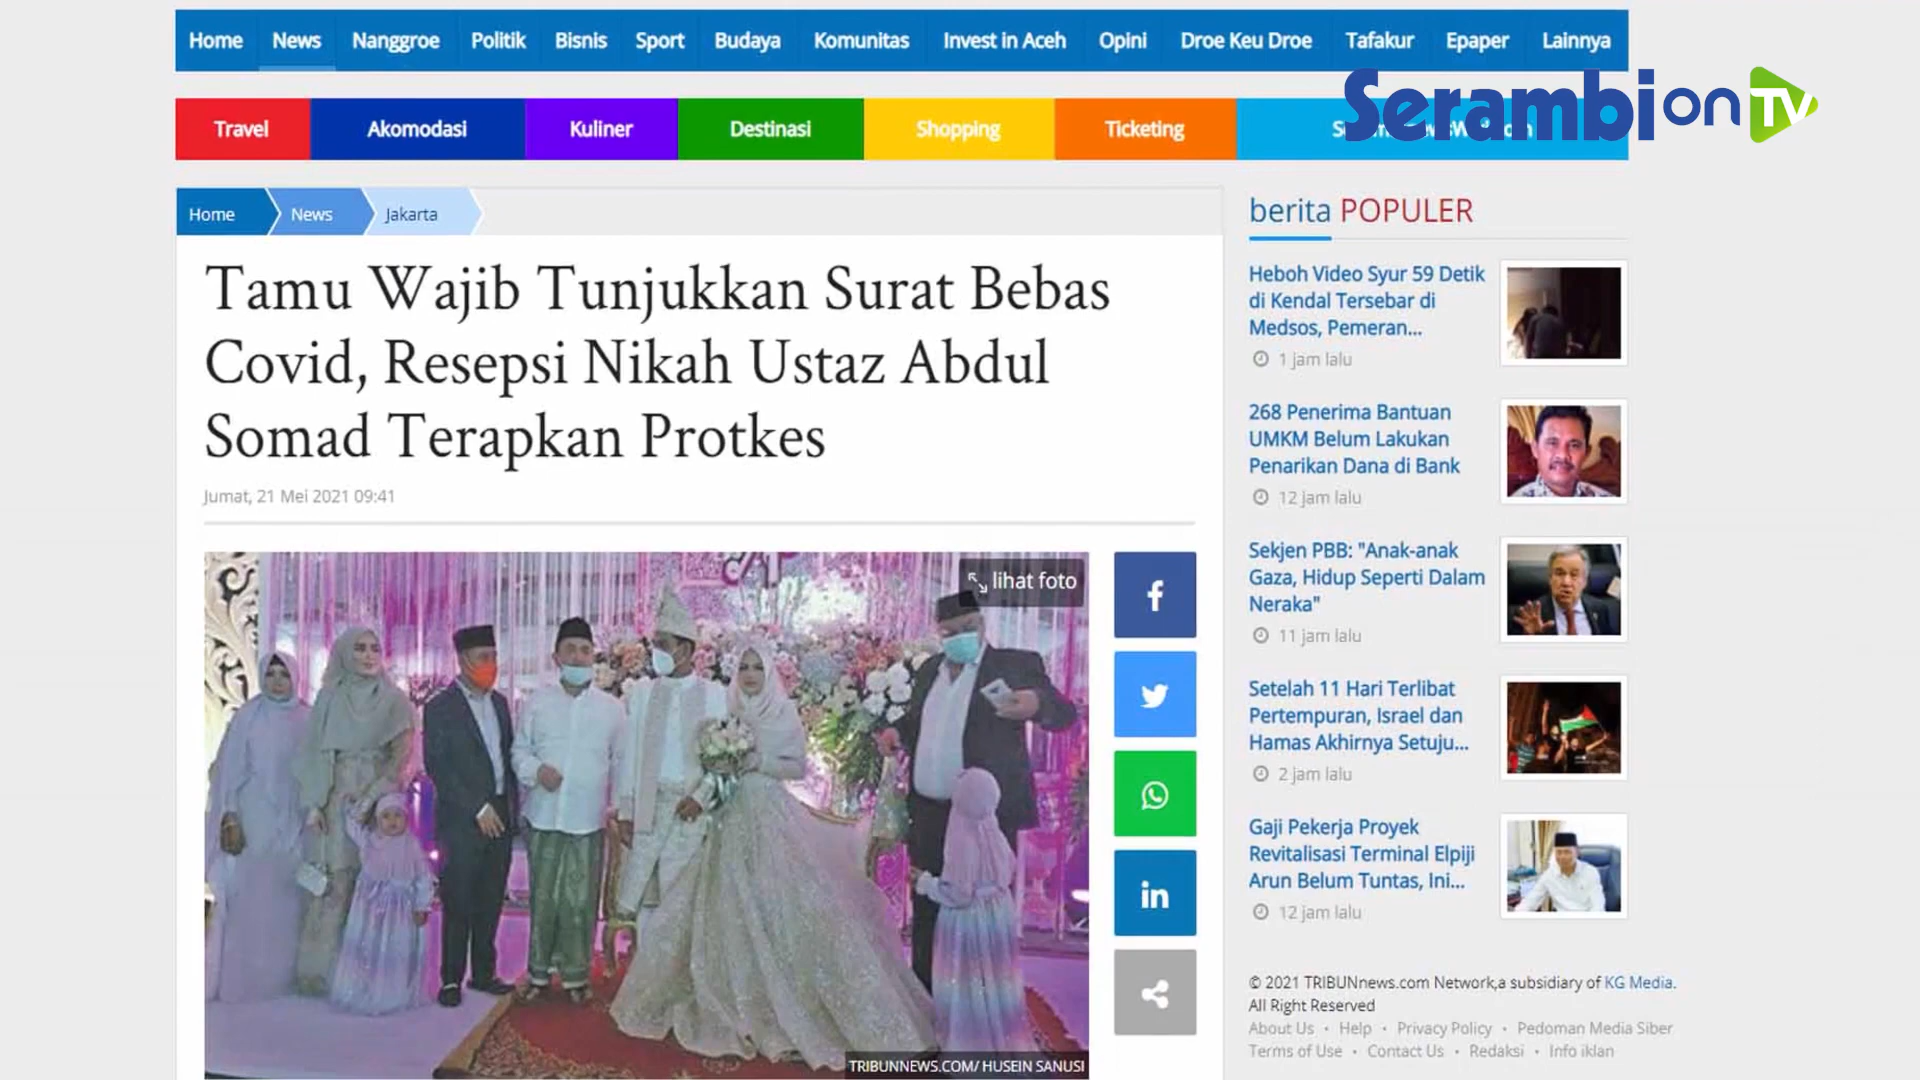 Home News Nanggroe Politik Bisnis Sport Budaya Komunitas Invest in Aceh Opini Droe Keu Droe Tafakur Epaper Lainnya
Serambi on TV
Travel Akomodasi Kuliner Destinasi Shopping Ticketing
Home News Jakarta
Tamu Wajib Tunjukkan Surat Bebas
Covid, Resepsi Nikah Ustaz Abdul
Somad Terapkan Protkes
Jumat, 21 Mei 2021 09:41
lihat foto
TRIBUNNEWS.COM/ HUSEIN SANUSI
berita POPULER
Heboh Video Syur 59 Detik
di Kendal Tersebar di
Medsos, Pemeran...
1 jam lalu
268 Penerima Bantuan
UMKM Belum Lakukan
Penarikan Dana di Bank
12 jam lalu
Sekjen PBB: "Anak-anak
Gaza, Hidup Seperti Dalam
Neraka"
11 jam lalu
Setelah 11 Hari Terlibat
Pertempuran, Israel dan
Hamas Akhirnya Setuju...
2 jam lalu
Gaji Pekerja Proyek
Revitalisasi Terminal Elpiji
Arun Belum Tuntas, Ini...
12 jam lalu
© 2021 TRIBUNnews.com Network,a subsidiary of KG Media.
All Right Reserved
About Us • Help • Privacy Policy • Pedoman Media Siber
Terms of Use • Contact Us • Redaksi • Info iklan